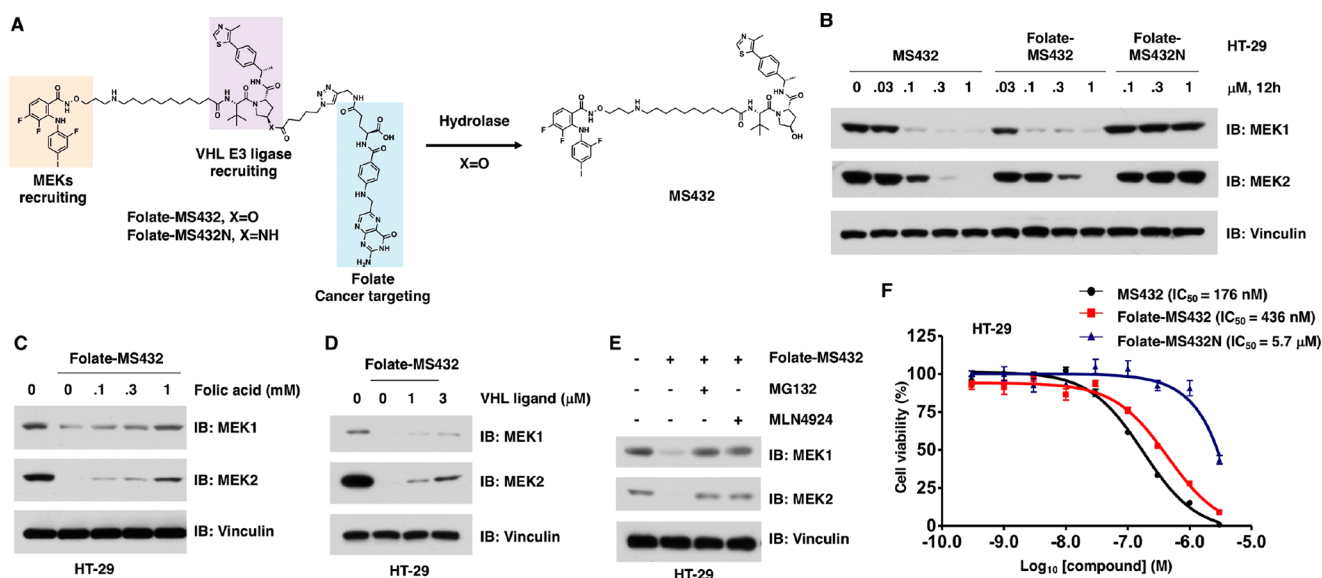 A
MEKs
recruiting
VHL E3 ligase
recruiting
Folate-MS432, X=O
Folate-MS432N, X=NH
Folate
Cancer targeting
Hydrolase
X=O
MS432
B
MS432
Folate-
MS432
Folate-
MS432N
HT-29
0 .03 .1 .3 1 .03 .1 .3 1 .1 .3 1 μM, 12h
IB: MEK1
IB: MEK2
IB: Vinculin
C
Folate-MS432
0 0 .1 .3 1 Folic acid (mM)
IB: MEK1
IB: MEK2
IB: Vinculin
HT-29
D
Folate-MS432
0 0 1 3 VHL ligand (μM)
IB: MEK1
IB: MEK2
IB: Vinculin
HT-29
E
- + + + Folate-MS432
- - + - MG132
- - - + MLN4924
IB: MEK1
IB: MEK2
IB: Vinculin
HT-29
F
HT-29
MS432 (IC50 = 176 nM)
Folate-MS432 (IC50 = 436 nM)
Folate-MS432N (IC50 = 5.7 μM)
Cell viability (%)
125
100
75
50
25
0
-10.0 -9.0 -8.0 -7.0 -6.0 -5.0
Log10 [compound] (M)